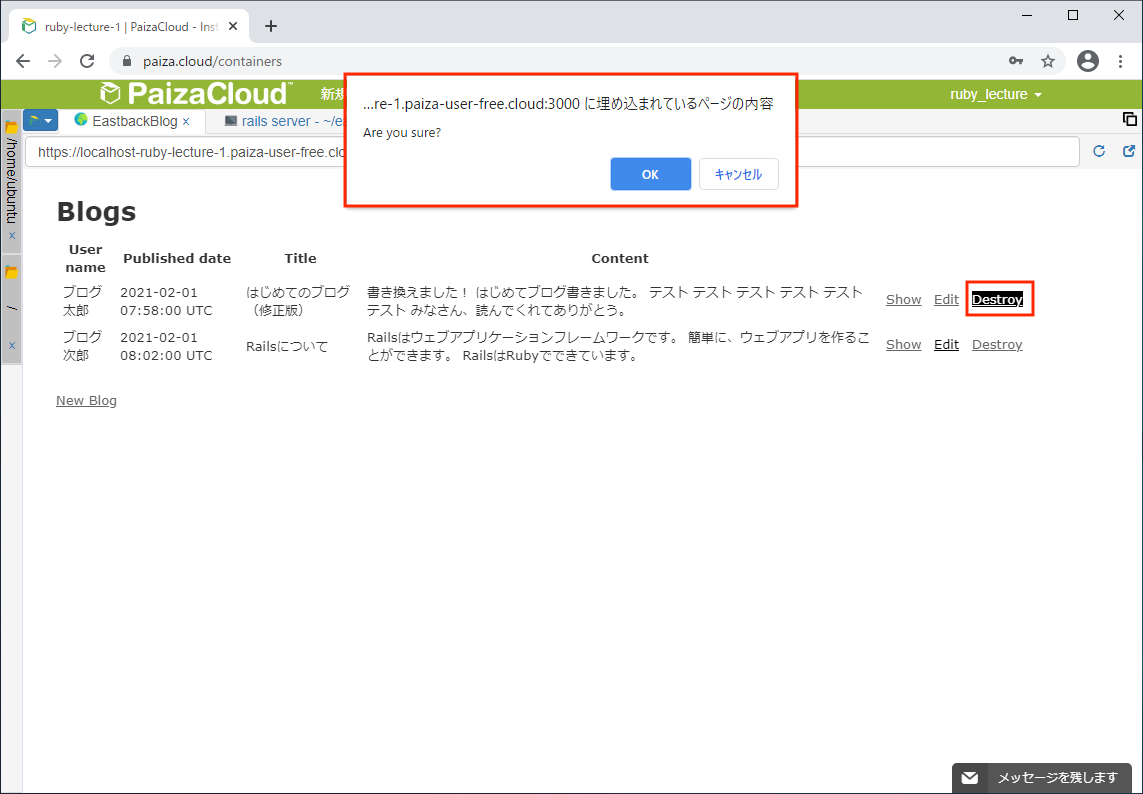 ruby-lecture-1 | PaizaCloud - Inst
paiza.cloud/containers
PaizaCloud™
新規
ruby_lecture
EastbackBlog ×
rails server - ~/e
/home/ubuntu ×
/ ×
https://localhost-ruby-lecture-1.paiza-user-free.clo
...re-1.paiza-user-free.cloud:3000 に埋め込まれているページの内容
Are you sure?
OK キャンセル
Blogs
User name Published date Title Content
ブログ 2021-02-01 はじめてのブログ 書き換えました！ はじめてブログ書きました。 テスト テスト テスト テスト テスト Show Edit Destroy
太郎 07:58:00 UTC （修正版） テスト みなさん、読んでくれてありがとう。
ブログ 2021-02-01 Railsについて Railsはウェブアプリケーションフレームワークです。 簡単に、ウェブアプリを作るこ Show Edit Destroy
次郎 08:02:00 UTC とができます。 RailsはRubyでできています。
New Blog
メッセージを残します